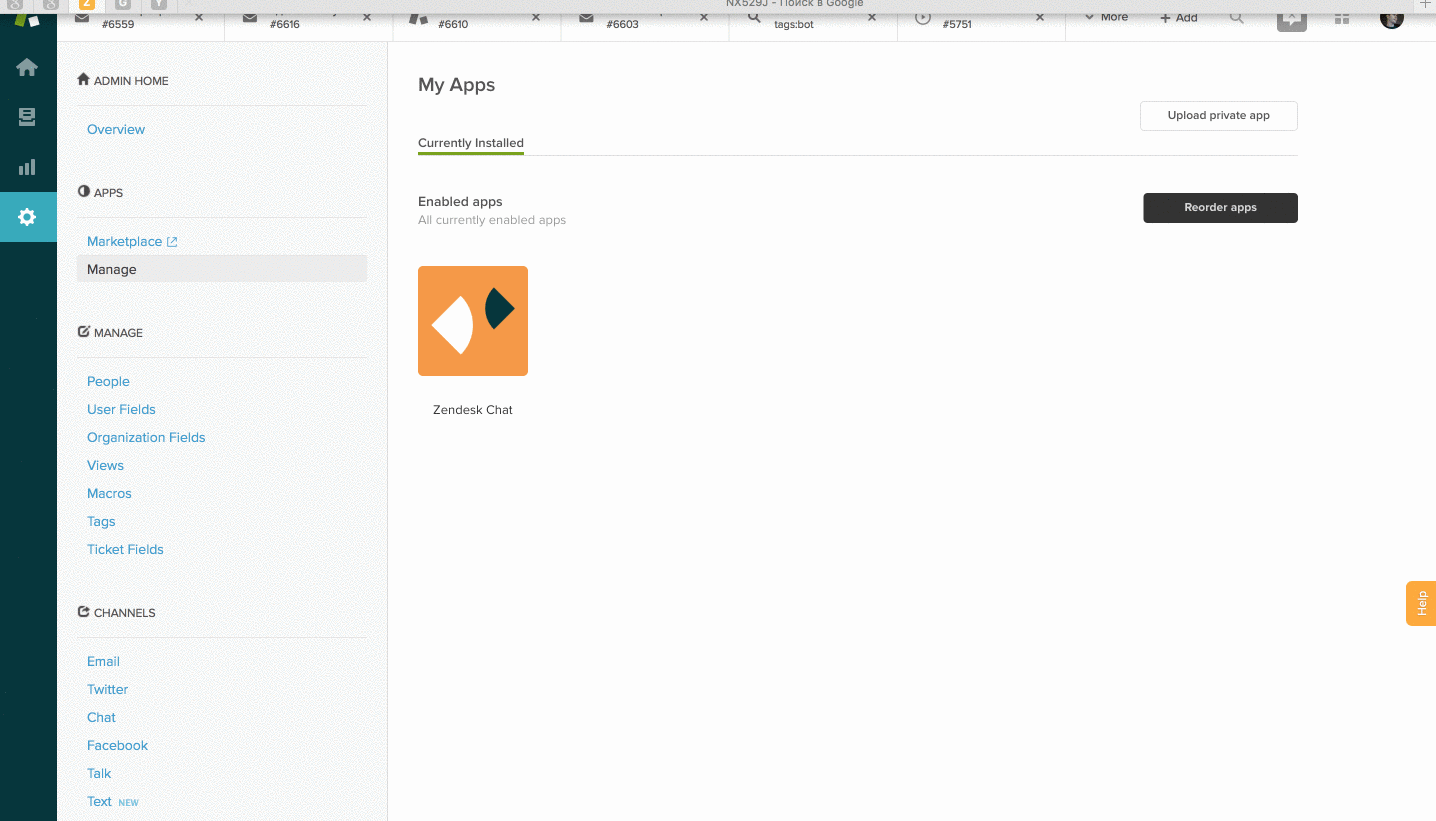 Z G Y
NX529J - Поиск в Google
#6559 #6616 #6610 #6603 tags:bot #5751 More + Add
ADMIN HOME
Overview
APPS
Marketplace
Manage
MANAGE
People
User Fields
Organization Fields
Views
Macros
Tags
Ticket Fields
CHANNELS
Email
Twitter
Chat
Facebook
Talk
Text NEW
My Apps
Upload private app
Currently Installed
Enabled apps
All currently enabled apps
Reorder apps
Zendesk Chat
Help